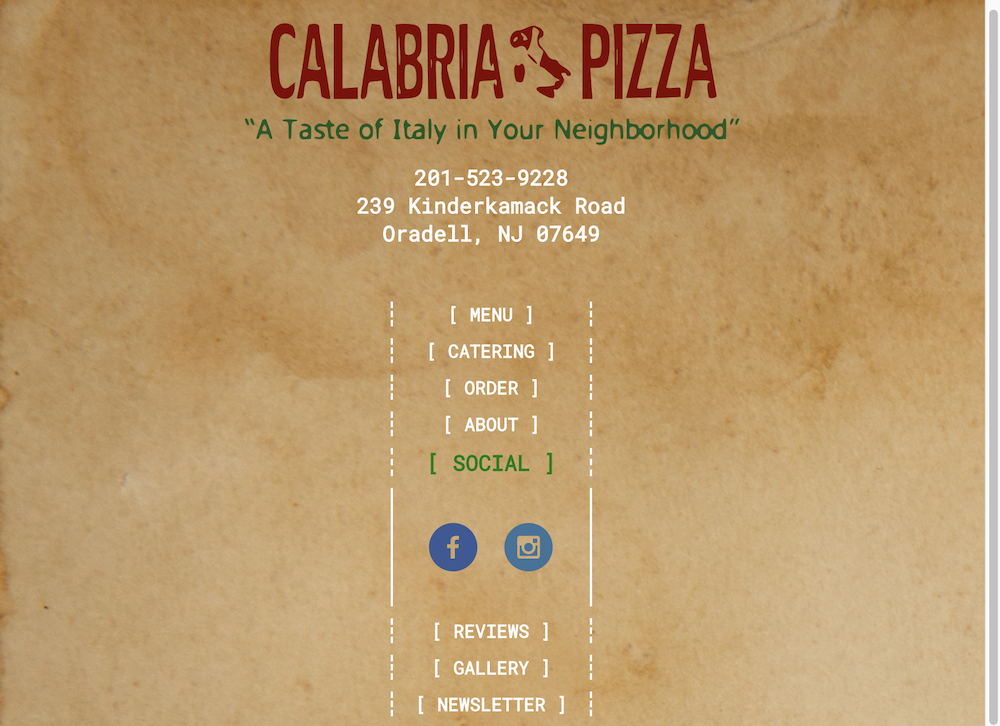 CALABRIA PIZZA
“A Taste of Italy in Your Neighborhood”
201-523-9228
239 Kinderkamack Road
Oradell, NJ 07649
[ MENU ]
[ CATERING ]
[ ORDER ]
[ ABOUT ]
[ SOCIAL ]
[ REVIEWS ]
[ GALLERY ]
[ NEWSLETTER ]